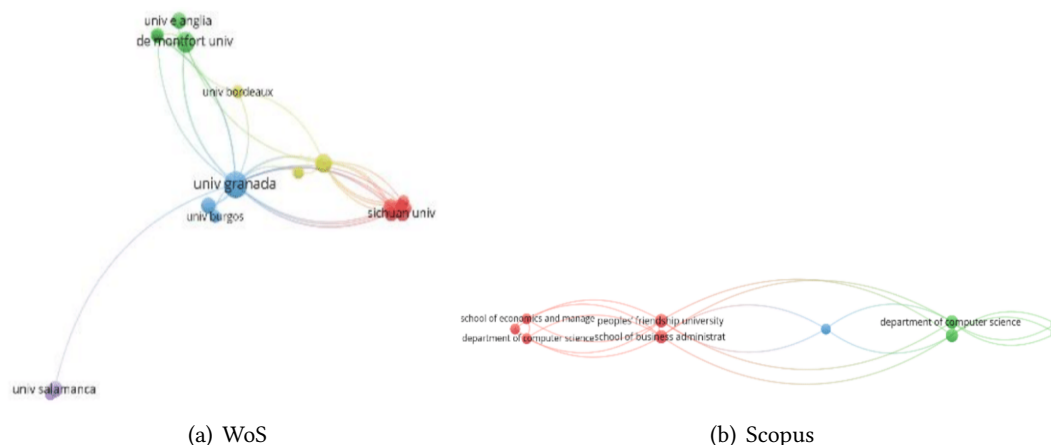 univ e anglia
de montfort univ
univ bordeaux
univ granada
sichuan univ
univ burgos
univ salamanca
school of economics and manage
peoples' friendship university
department of computer science
department of computer science
school of business administrat
(a) WoS
(b) Scopus